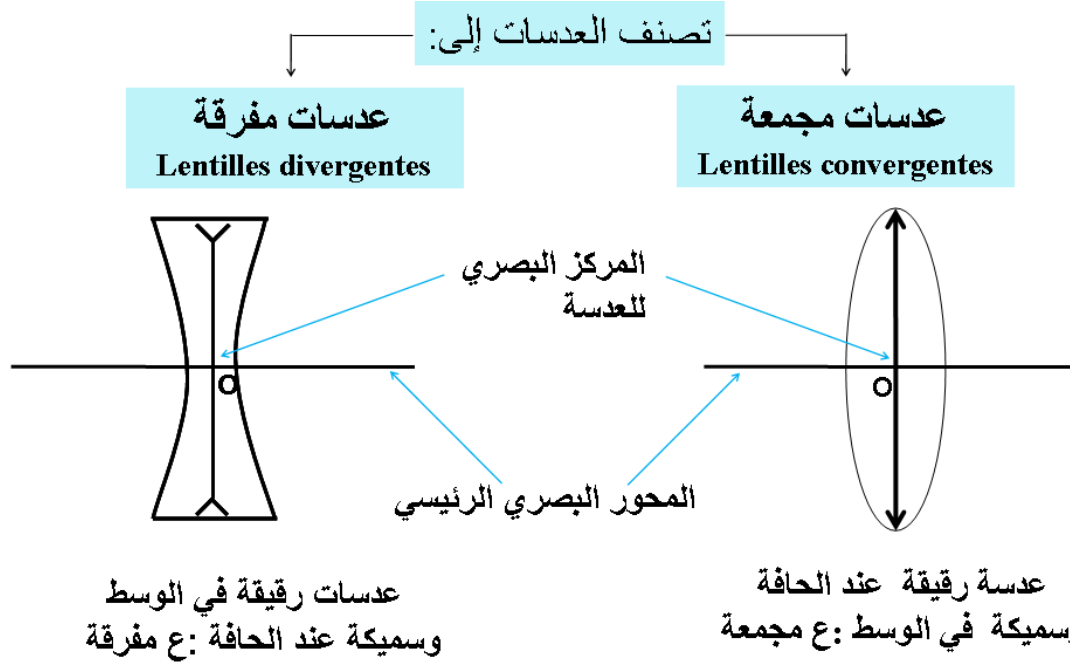 تصنف العدسات إلى:
عدسات مجمعة
Lentilles convergentes
عدسات مفرقة
Lentilles divergentes
المركز البصري
للعدسة
O
O
المحور البصري الرئيسي
عدسة رقيقة عند الحافة
وسميكة في الوسط :ع مجمعة
عدسات رقيقة في الوسط
وسميكة عند الحافة :ع مفرقة